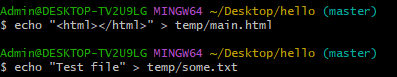 Admin@DESKTOP-TV2U9LG MINGW64 ~/Desktop/hello (master)
$ echo "<html></html>" > temp/main.html
Admin@DESKTOP-TV2U9LG MINGW64 ~/Desktop/hello (master)
$ echo "Test file" > temp/some.txt